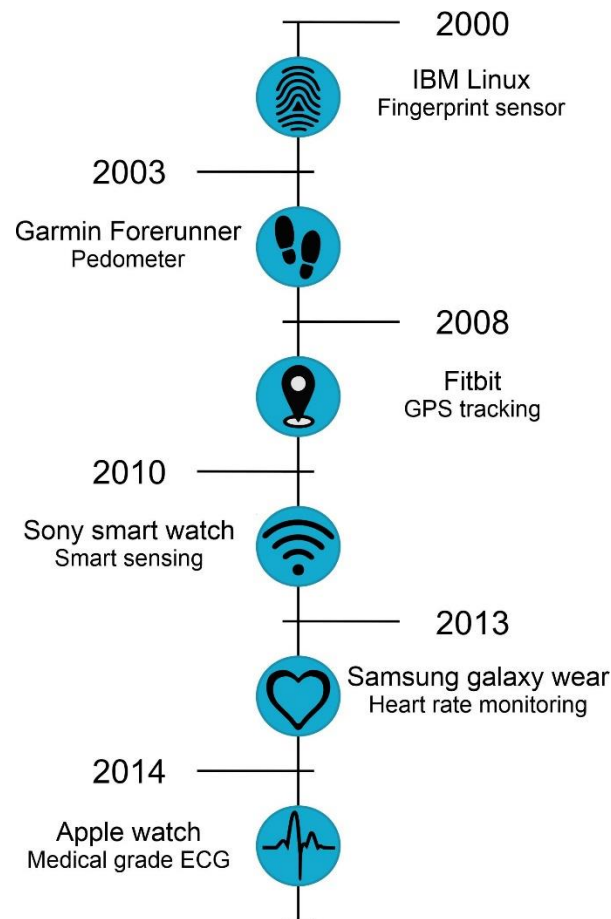 2000
IBM Linux
Fingerprint sensor
2003
Garmin Forerunner
Pedometer
2008
Fitbit
GPS tracking
2010
Sony smart watch
Smart sensing
2013
Samsung galaxy wear
Heart rate monitoring
2014
Apple watch
Medical grade ECG